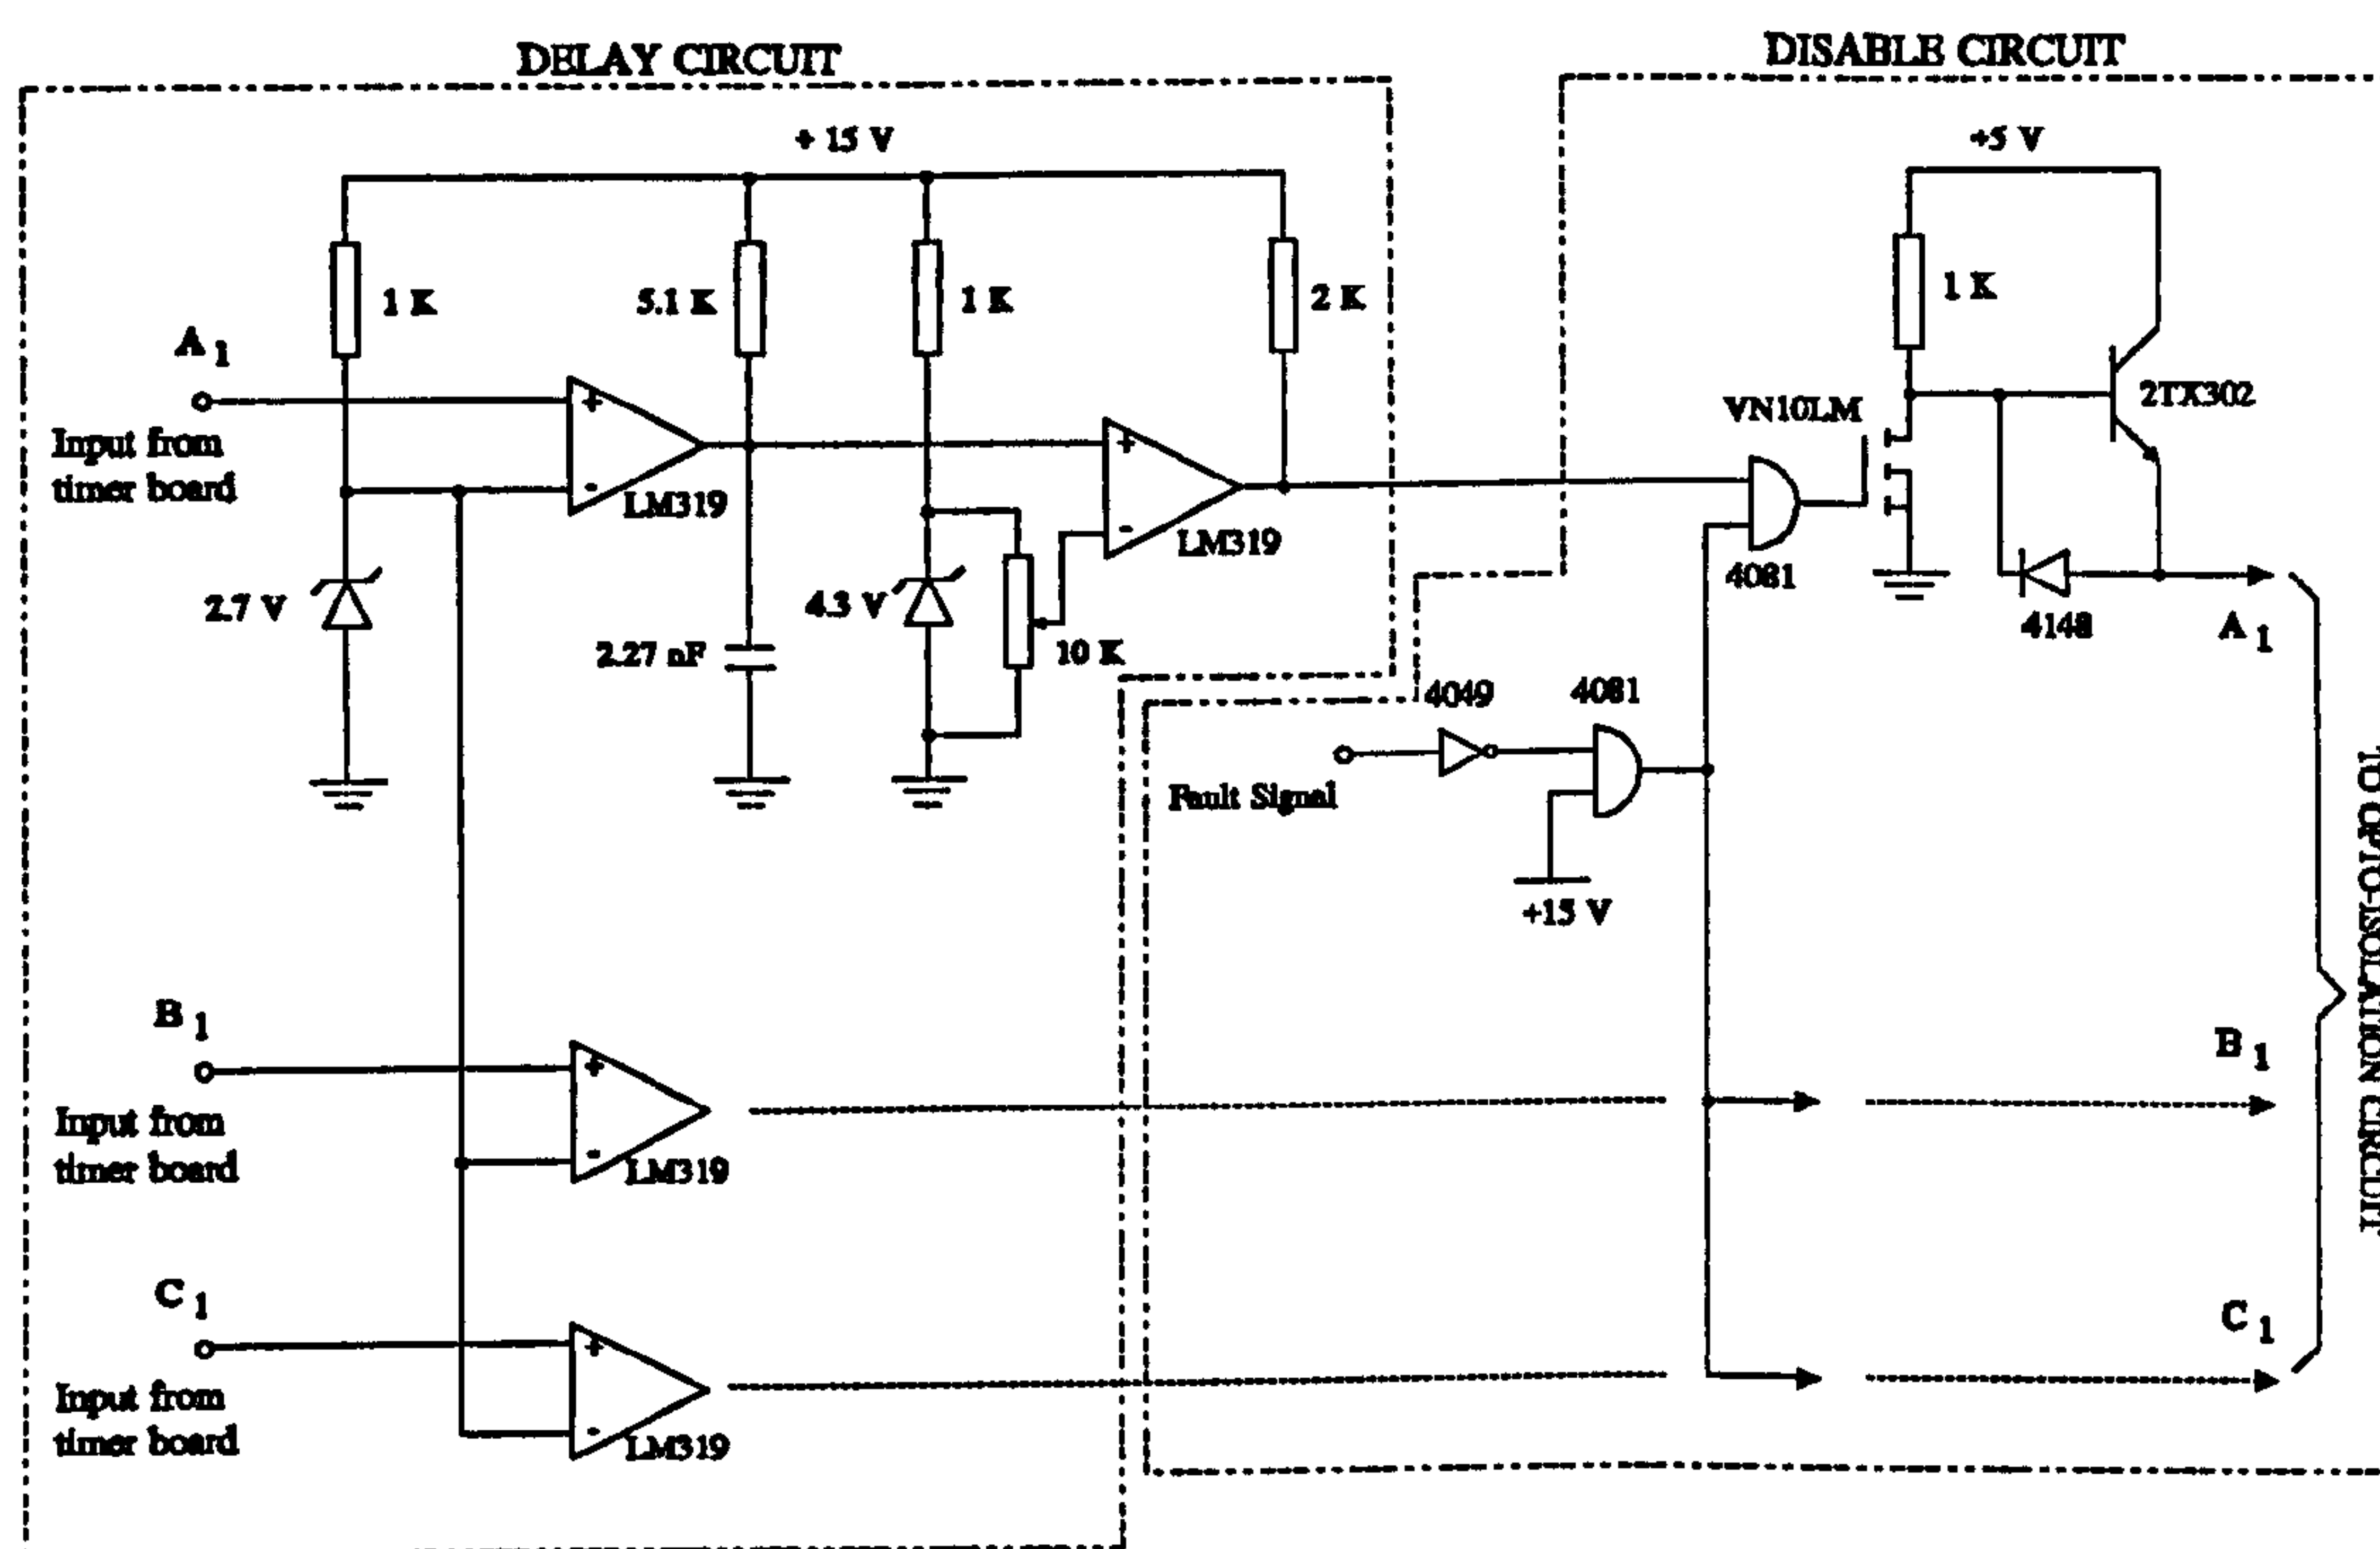 DELAY CIRCUIT
DISABLE CIRCUIT
+ 15 V
+5 V
1 K
5.1 K
1 K
2 K
1 K
A 1
Input from
timer board
+
-
LM319
+
-
LM319
VN10LM
2TX302
4081
4148
A 1
2.7 V
2.27 nF
4.3 V
10 K
4049
4081
Fault Signal
+15 V
B 1
Input from
timer board
+
-
LM319
B 1
C 1
Input from
timer board
+
-
LM319
C 1
TO OPTO-ISOLATION CIRCUIT